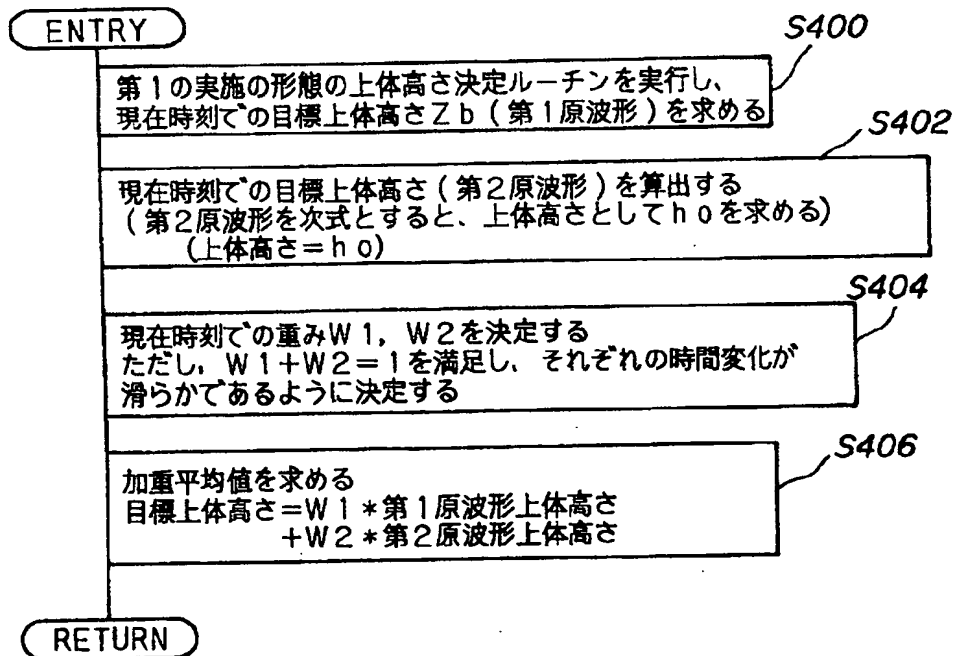 ENTRY
S400
第1の実施の形態の上体高さ決定ルーチンを実行し、
現在時刻での目標上体高さZb(第1原波形)を求める
S402
現在時刻での目標上体高さ(第2原波形)を算出する
(第2原波形を次式とすると、上体高さとしてhoを求める)
(上体高さ=ho)
S404
現在時刻での重みW1,W2を決定する
ただし,W1+W2=1を満足し、それぞれの時間変化が
滑らかであるように決定する
S406
加重平均値を求める
目標上体高さ=W1*第1原波形上体高さ
+W2*第2原波形上体高さ
RETURN